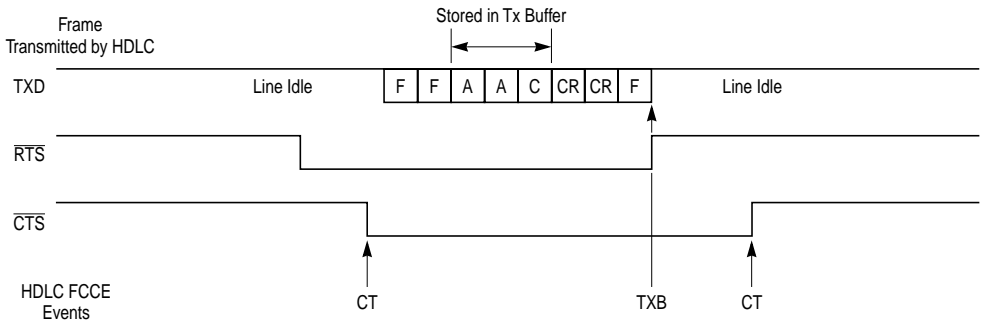 Stored in Tx Buffer
Frame
Transmitted by HDLC
TXD
Line Idle
F F A A C CR CR F
Line Idle
RTS
CTS
HDLC FCCE
Events
CT
TXB
CT